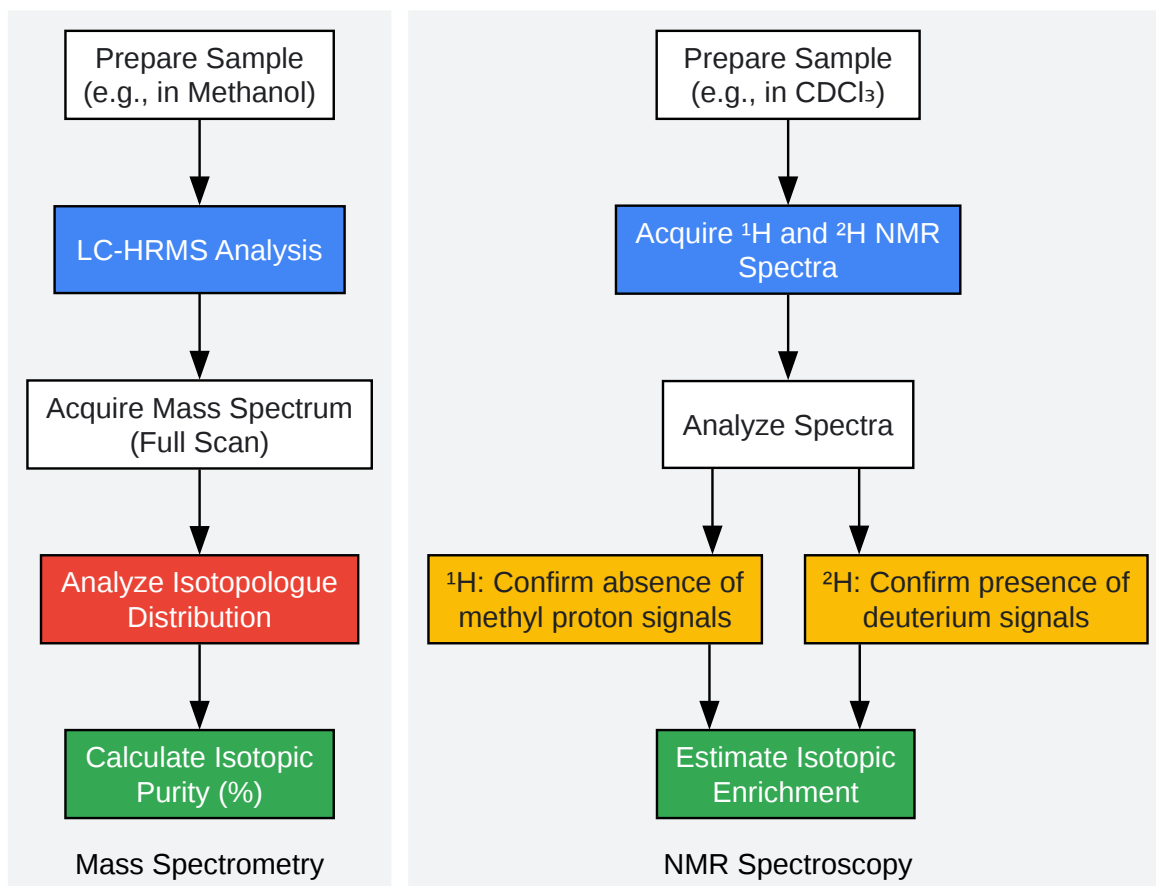 Prepare Sample
(e.g., in Methanol)
LC-HRMS Analysis
Acquire Mass Spectrum
(Full Scan)
Analyze Isotopologue
Distribution
Calculate Isotopic
Purity (%)
Mass Spectrometry
Prepare Sample
(e.g., in CDCl₃)
Acquire ¹H and ²H NMR
Spectra
Analyze Spectra
¹H: Confirm absence of
methyl proton signals
²H: Confirm presence of
deuterium signals
Estimate Isotopic
Enrichment
NMR Spectroscopy